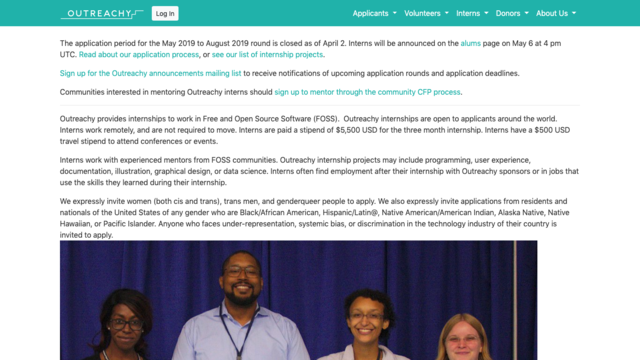 OUTREACHY Log In Applicants Volunteers Interns Donors About Us
The application period for the May 2019 to August 2019 round is closed as of April 2. Interns will be announced on the alums page on May 6 at 4 pm
UTC. Read about our application process, or see our list of internship projects.
Sign up for the Outreachy announcements mailing list to receive notifications of upcoming application rounds and application deadlines.
Communities interested in mentoring Outreachy interns should sign up to mentor through the community CFP process.
Outreachy provides internships to work in Free and Open Source Software (FOSS). Outreachy internships are open to applicants around the world.
Interns work remotely, and are not required to move. Interns are paid a stipend of $5,500 USD for the three month internship. Interns have a $500 USD
travel stipend to attend conferences or events.
Interns work with experienced mentors from FOSS communities. Outreachy internship projects may include programming, user experience,
documentation, illustration, graphical design, or data science. Interns often find employment after their internship with Outreachy sponsors or in jobs that
use the skills they learned during their internship.
We expressly invite women (both cis and trans), trans men, and genderqueer people to apply. We also expressly invite applications from residents and
nationals of the United States of any gender who are Black/African American, Hispanic/Latin@, Native American/American Indian, Alaska Native, Native
Hawaiian, or Pacific Islander. Anyone who faces under-representation, systemic bias, or discrimination in the technology industry of their country is
invited to apply.